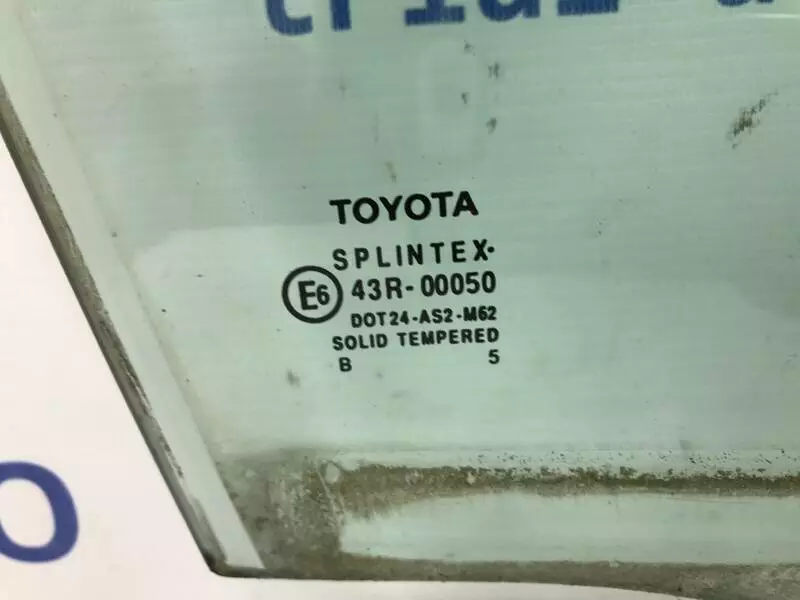 TOYOTA
SPLINTEX·
E6 43R-00050
DOT24-AS2-M62
SOLID TEMPERED
B 5